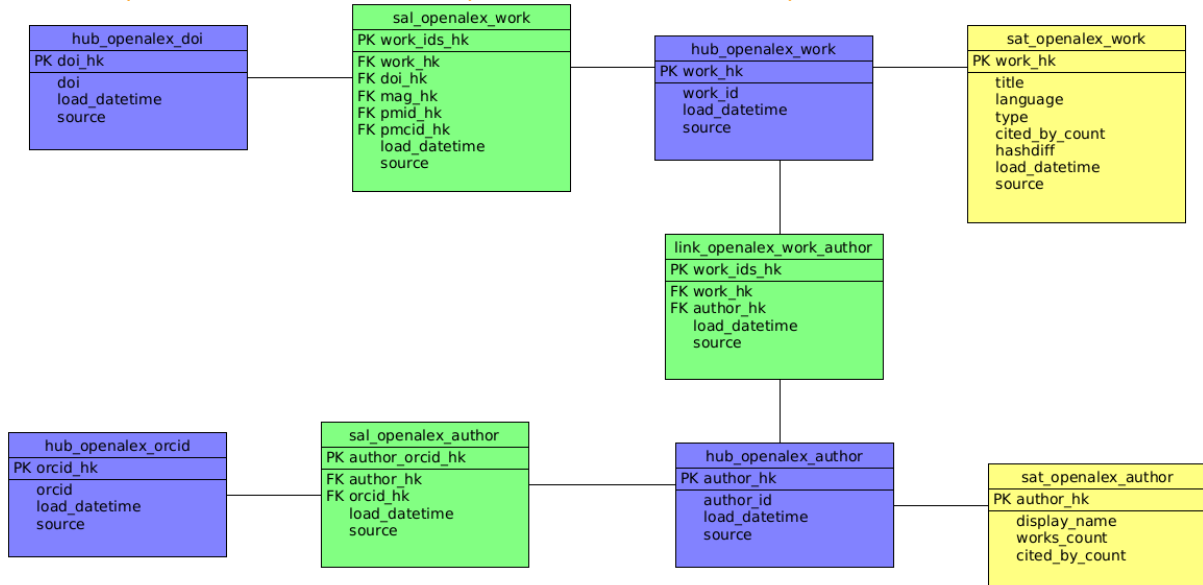 hub_openalex_doi
PK doi_hk
doi
load_datetime
source
sal_openalex_work
PK work_ids_hk
FK work_hk
FK doi_hk
FK mag_hk
FK pmid_hk
FK pmcid_hk
load_datetime
source
hub_openalex_work
PK work_hk
work_id
load_datetime
source
sat_openalex_work
PK work_hk
title
language
type
cited_by_count
hashdiff
load_datetime
source
link_openalex_work_author
PK work_ids_hk
FK work_hk
FK author_hk
load_datetime
source
hub_openalex_orcid
PK orcid_hk
orcid
load_datetime
source
sal_openalex_author
PK author_orcid_hk
FK author_hk
FK orcid_hk
load_datetime
source
hub_openalex_author
PK author_hk
author_id
load_datetime
source
sat_openalex_author
PK author_hk
display_name
works_count
cited_by_count